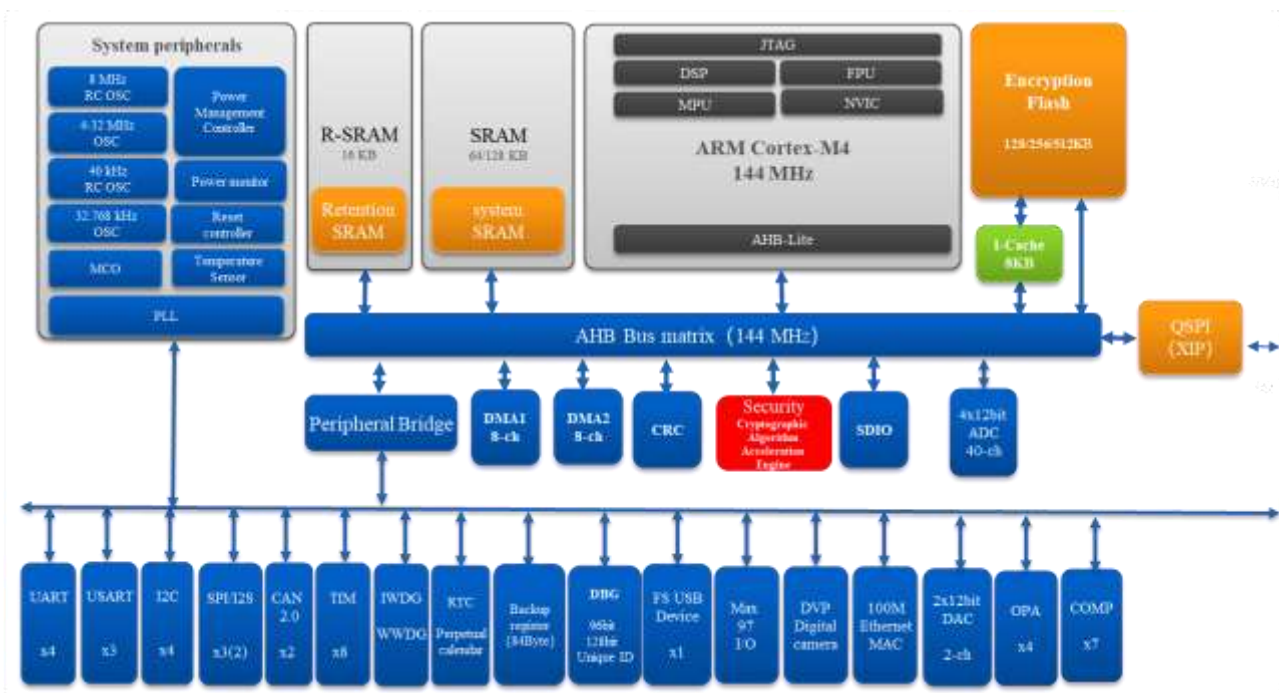 System peripherals
8 MHz
RC OSC
4-32 MHz
OSC
40 kHz
RC OSC
32.768 kHz
OSC
MCO
Power
Management
Controller
Power monitor
Reset
controller
Temperature
Sensor
PLL
R-SRAM
16 KB
Retention
SRAM
SRAM
64/128 KB
system
SRAM
JTAG
DSP
FPU
MPU
NVIC
ARM Cortex-M4
144 MHz
AHB-Lite
Encryption
Flash
128/256/512KB
I-Cache
8KB
AHB Bus matrix (144 MHz)
QSPI
(XIP)
Peripheral Bridge
DMA1
8-ch
DMA2
8-ch
CRC
Security
Cryptographic
Algorithm
Acceleration
Engine
SDIO
4x12bit
ADC
40-ch
UART
x4
USART
x3
I2C
x4
SPI/I2S
x3(2)
CAN
2.0
x2
TIM
x8
IWDG
WWDG
RTC
Perpetual
calendar
Backup
register
(84Byte)
DBG
96bit
128bit
Unique ID
FS USB
Device
x1
Max
97
I/O
DVP
Digital
camera
100M
Ethernet
MAC
2x12bit
DAC
2-ch
OPA
x4
COMP
x7